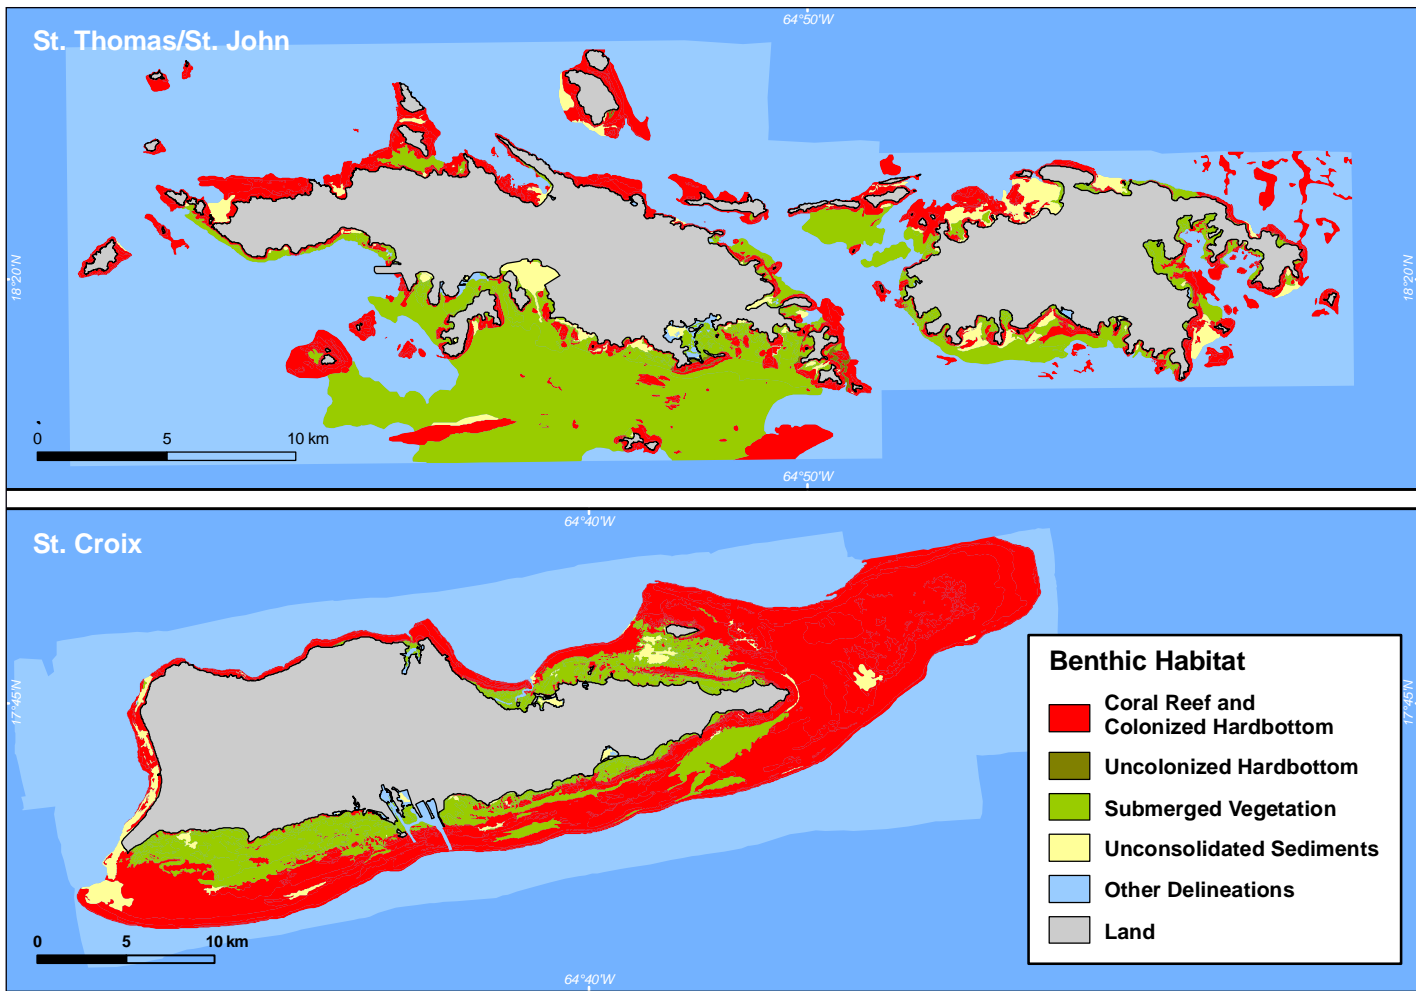 64°50'W
St. Thomas/St. John
18°20'N
18°20'N
0 5 10 km
64°50'W
64°40'W
St. Croix
17°45'N
17°45'N
Benthic Habitat
Coral Reef and
Colonized Hardbottom
Uncolonized Hardbottom
Submerged Vegetation
Unconsolidated Sediments
Other Delineations
Land
0 5 10 km
64°40'W